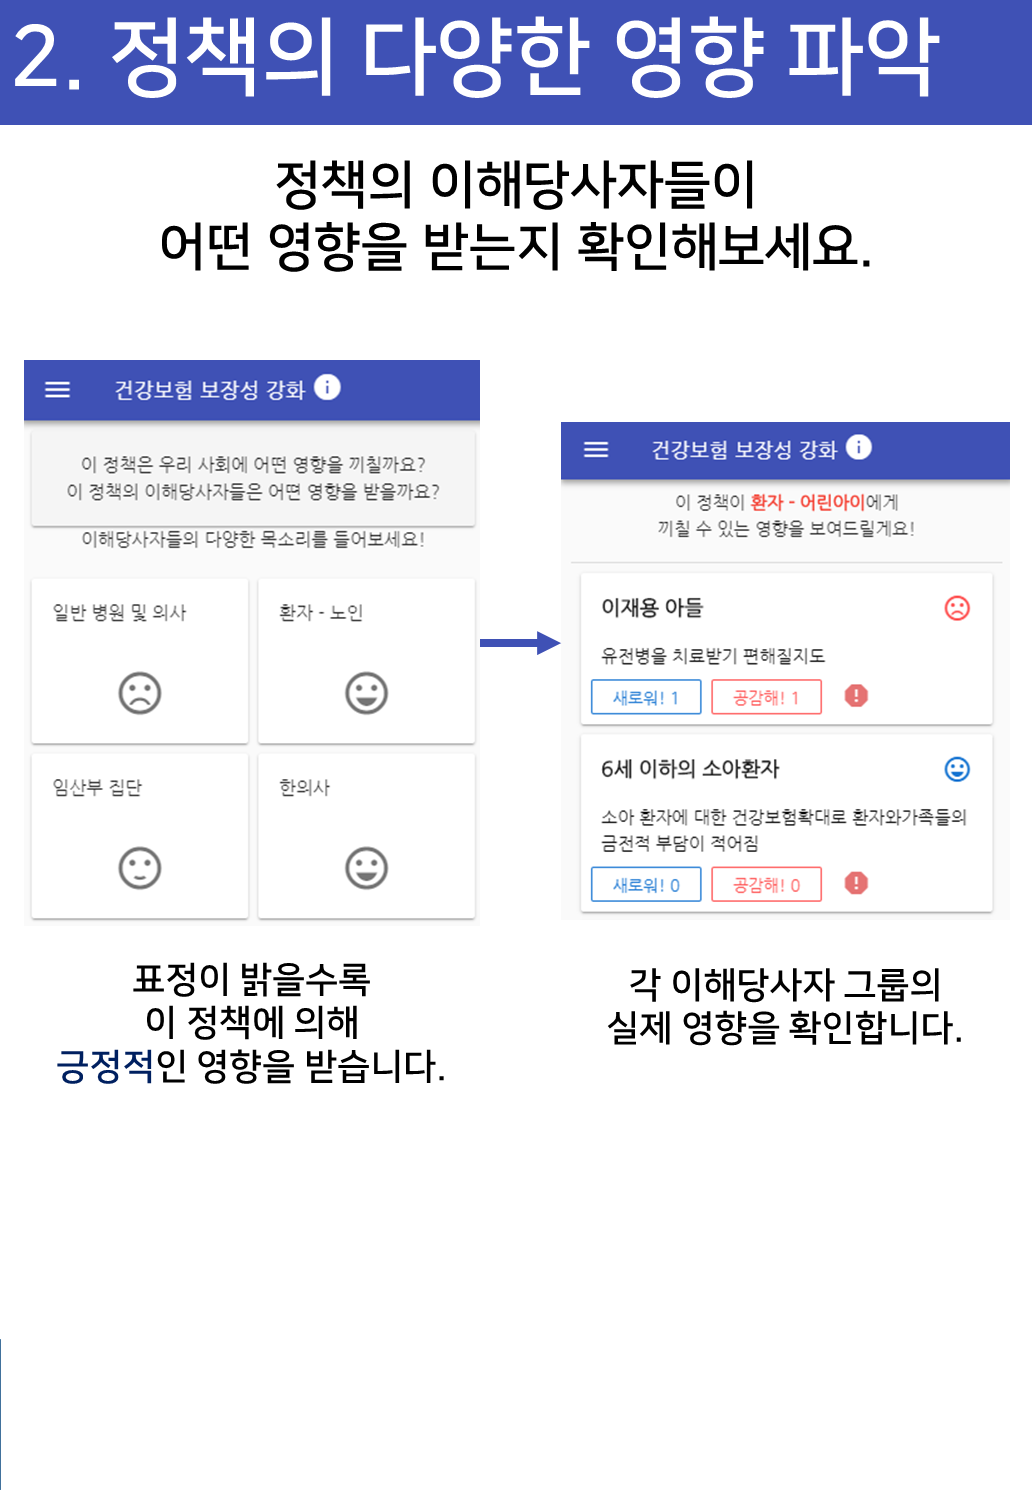 2. 정책의 다양한 영향 파악
정책의 이해당사자들이
어떤 영향을 받는지 확인해보세요.
건강보험 보장성 강화
이 정책은 우리 사회에 어떤 영향을 끼칠까요?
이 정책의 이해당사자들은 어떤 영향을 받을까요?
이해당사자들의 다양한 목소리를 들어보세요!
일반 병원 및 의사
환자 - 노인
임산부 집단
한의사
표정이 밝을수록
이 정책에 의해
긍정적인 영향을 받습니다.
건강보험 보장성 강화
이 정책이 환자 - 어린아이에게
끼칠 수 있는 영향을 보여드릴게요!
이재용 아들
유전병을 치료받기 편해질지도
새로워! 1
공감해! 1
6세 이하의 소아환자
소아 환자에 대한 건강보험확대로 환자와가족들의
금전적 부담이 적어짐
새로워! 0
공감해! 0
각 이해당사자 그룹의
실제 영향을 확인합니다.